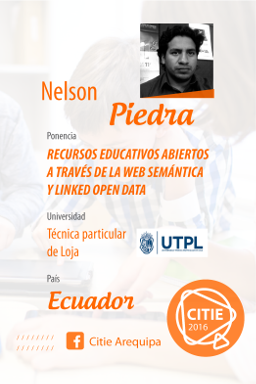 Nelson
Piedra
Ponencia
RECURSOS EDUCATIVOS ABIERTOS
A TRAVÉS DE LA WEB SEMÁNTICA
Y LINKED OPEN DATA
Universidad
Técnica particular
de Loja
UTPL
País
Ecuador
CITIE
2016
Citie Arequipa